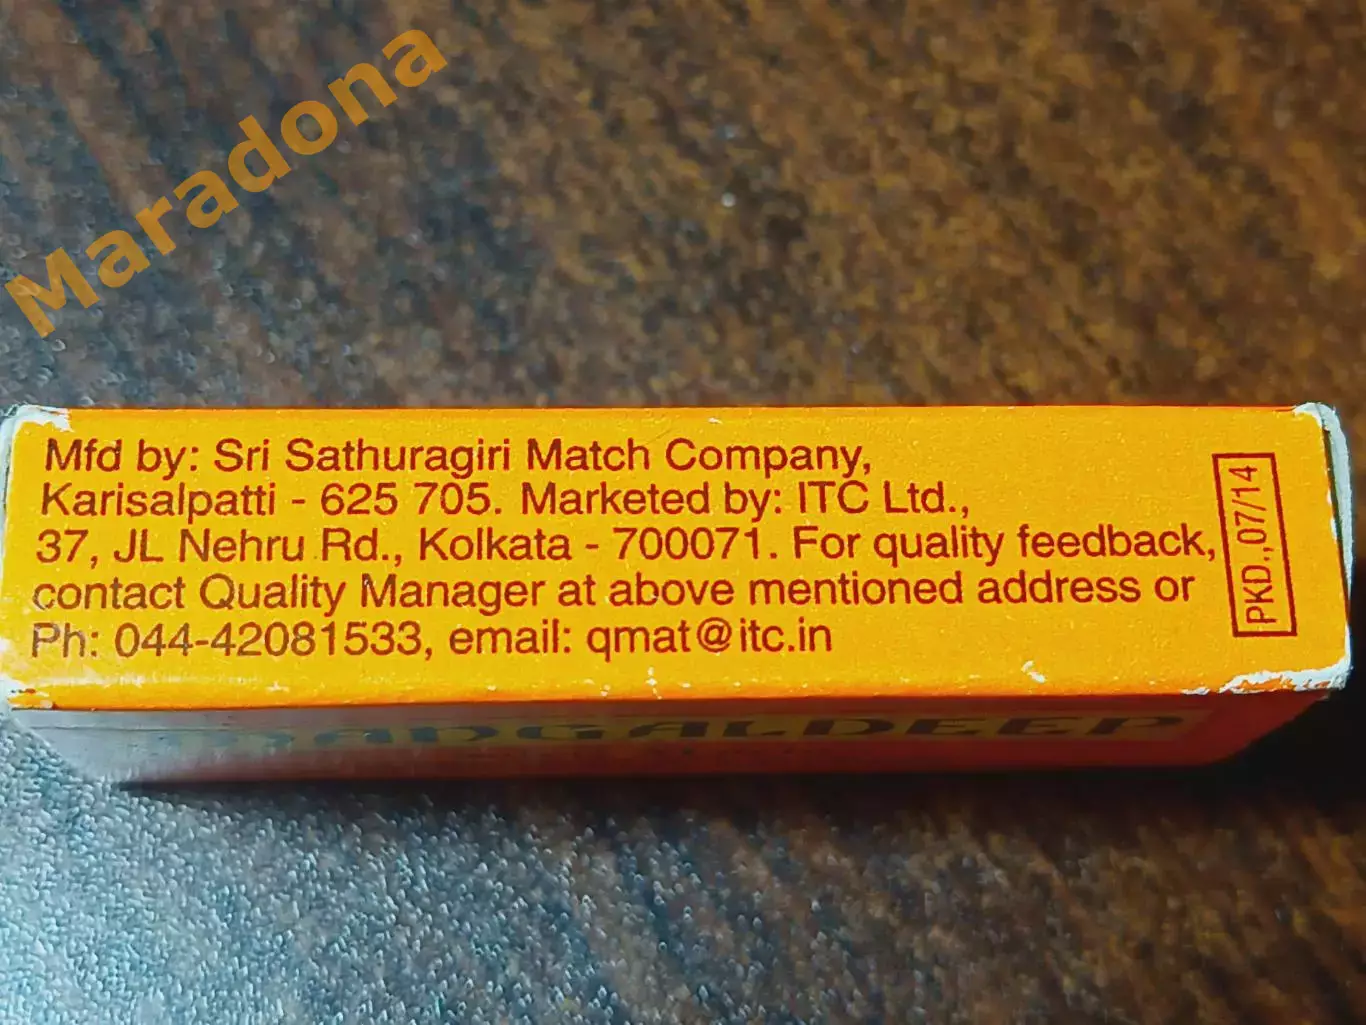 Maradona
Mfd by: Sri Sathuragiri Match Company,
Karisalpatti - 625 705. Marketed by: ITC Ltd.,
37, JL Nehru Rd., Kolkata - 700071. For quality feedback,
contact Quality Manager at above mentioned address or
Ph: 044-42081533, email: qmat@itc.in
PKD.,07/14
MANGALDEEP